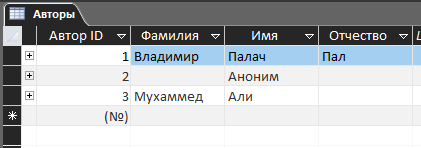 Авторы
Автор ID Фамилия Имя Отчество
1 Владимир Палач Пал
2 Аноним
3 Мухаммед Али
(№)